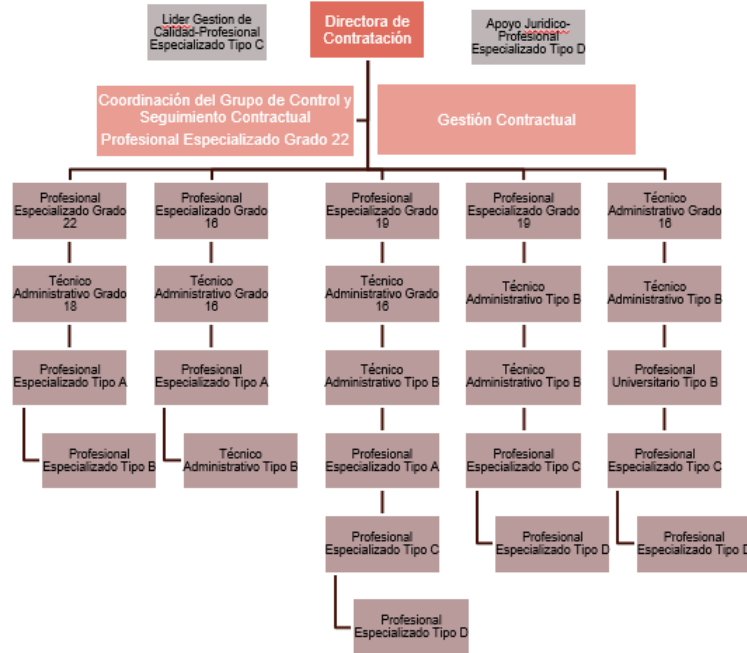 Lider Gestion de
Calidad-Profesional
Especializado Tipo C
Directora de
Contratación
Apoyo Juridico-
Profesional
Especializado Tipo D
Coordinación del Grupo de Control y
Seguimiento Contractual
Profesional Especializado Grado 22
Gestión Contractual
Profesional
Especializado Grado
22
Profesional
Especializado Grado
16
Profesional
Especializado Grado
19
Profesional
Especializado Grado
19
Técnico
Administrativo Grado
16
Técnico
Administrativo Grado
18
Técnico
Administrativo Grado
16
Técnico
Administrativo Grado
16
Técnico
Administrativo Tipo B
Técnico
Administrativo Tipo B
Profesional
Especializado Tipo A
Profesional
Especializado Tipo A
Técnico
Administrativo Tipo B
Técnico
Administrativo Tipo B
Profesional
Universitario Tipo B
Profesional
Especializado Tipo B
Técnico
Administrativo Tipo B
Profesional
Especializado Tipo A
Profesional
Especializado Tipo C
Profesional
Especializado Tipo C
Profesional
Especializado Tipo C
Profesional
Especializado Tipo D
Profesional
Especializado Tipo D
Profesional
Especializado Tipo D